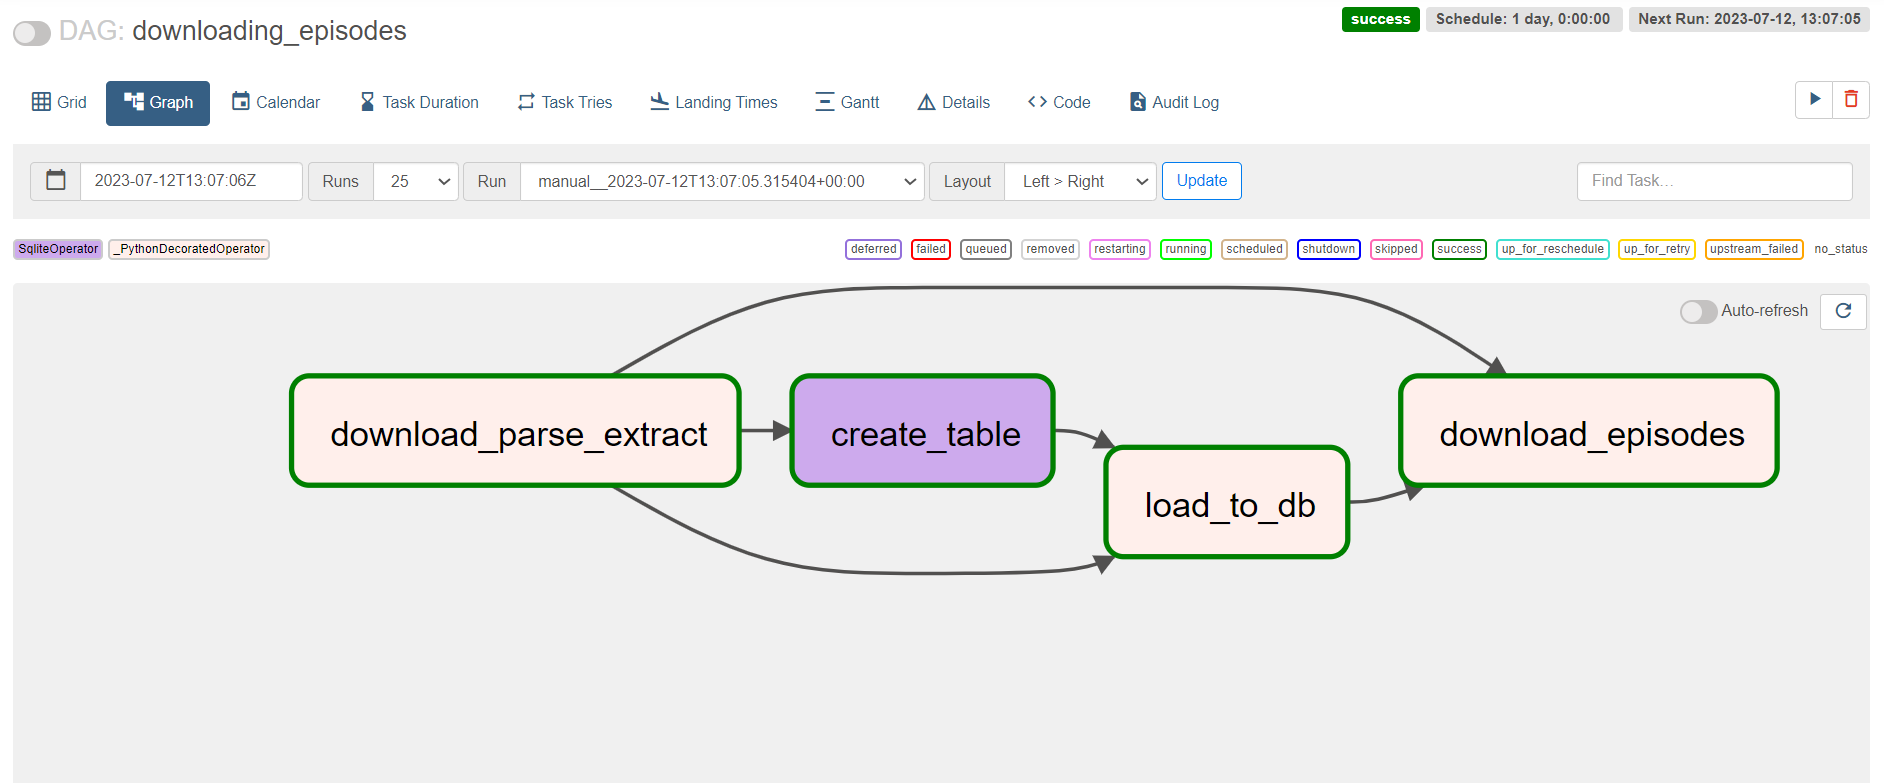 DAG: downloading_episodes
success Schedule: 1 day, 0:00:00 Next Run: 2023-07-12, 13:07:05
Grid Graph Calendar Task Duration Task Tries Landing Times Gantt Details Code Audit Log
2023-07-12T13:07:06Z Runs 25 Run manual__2023-07-12T13:07:05.315404+00:00 Layout Left > Right Update Find Task...
SqliteOperator _PythonDecoratedOperator deferred failed queued removed restarting running scheduled shutdown skipped success up_for_reschedule up_for_retry upstream_failed no_status
Auto-refresh
download_parse_extract create_table download_episodes
load_to_db